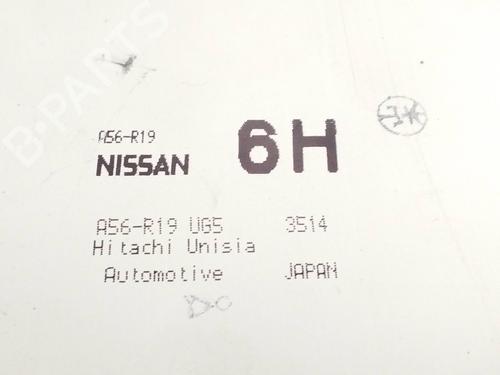 B-PARTS
A56-R19
NISSAN 6H
A56-R19 UG5 3514
Hitachi Unisia
Automotive JAPAN